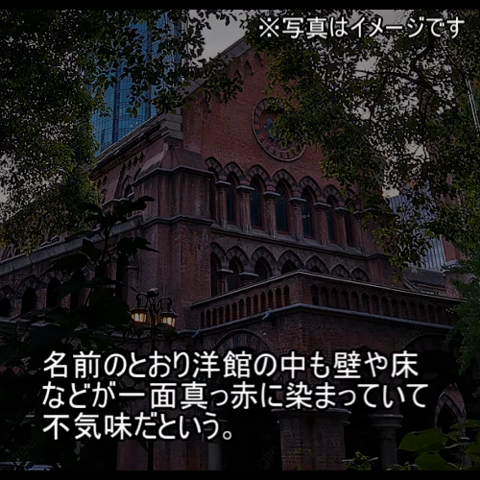 ※写真はイメージです
名前のとおり洋館の中も壁や床
などが一面真っ赤に染まっていて
不気味だという。